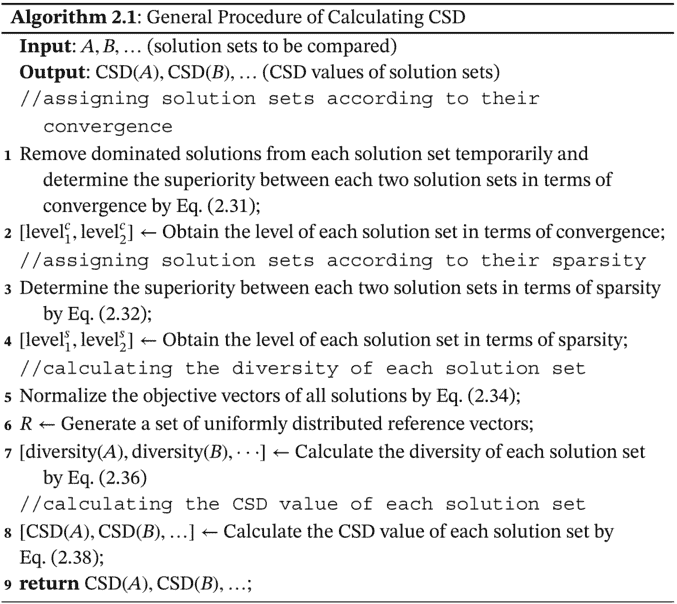 Algorithm 2.1: General Procedure of Calculating CSD
Input: A, B, … (solution sets to be compared)
Output: CSD(A), CSD(B), … (CSD values of solution sets)
//assigning solution sets according to their
convergence
1 Remove dominated solutions from each solution set temporarily and
determine the superiority between each two solution sets in terms of
convergence by Eq. (2.31);
2 [level₁ᶜ, level₂ᶜ] ← Obtain the level of each solution set in terms of convergence;
//assigning solution sets according to their sparsity
3 Determine the superiority between each two solution sets in terms of sparsity
by Eq. (2.32);
4 [level₁ˢ, level₂ˢ] ← Obtain the level of each solution set in terms of sparsity;
//calculating the diversity of each solution set
5 Normalize the objective vectors of all solutions by Eq. (2.34);
6 R ← Generate a set of uniformly distributed reference vectors;
7 [diversity(A), diversity(B), ⋯] ← Calculate the diversity of each solution set
by Eq. (2.36)
//calculating the CSD value of each solution set
8 [CSD(A), CSD(B), …] ← Calculate the CSD value of each solution set by
Eq. (2.38);
9 return CSD(A), CSD(B), …;